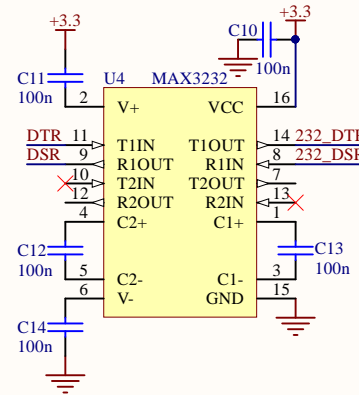 +3.3
+3.3
C10
100n
C11
100n
U4
MAX3232
2
V+
VCC
16
DTR
11
T1IN
T1OUT
14
232_DTR
DSR
9
R1OUT
R1IN
8
232_DSR
10
T2IN
T2OUT
7
12
R2OUT
R2IN
13
4
C2+
C1+
1
C12
100n
C13
100n
5
C2-
C1-
3
6
V-
GND
15
C14
100n